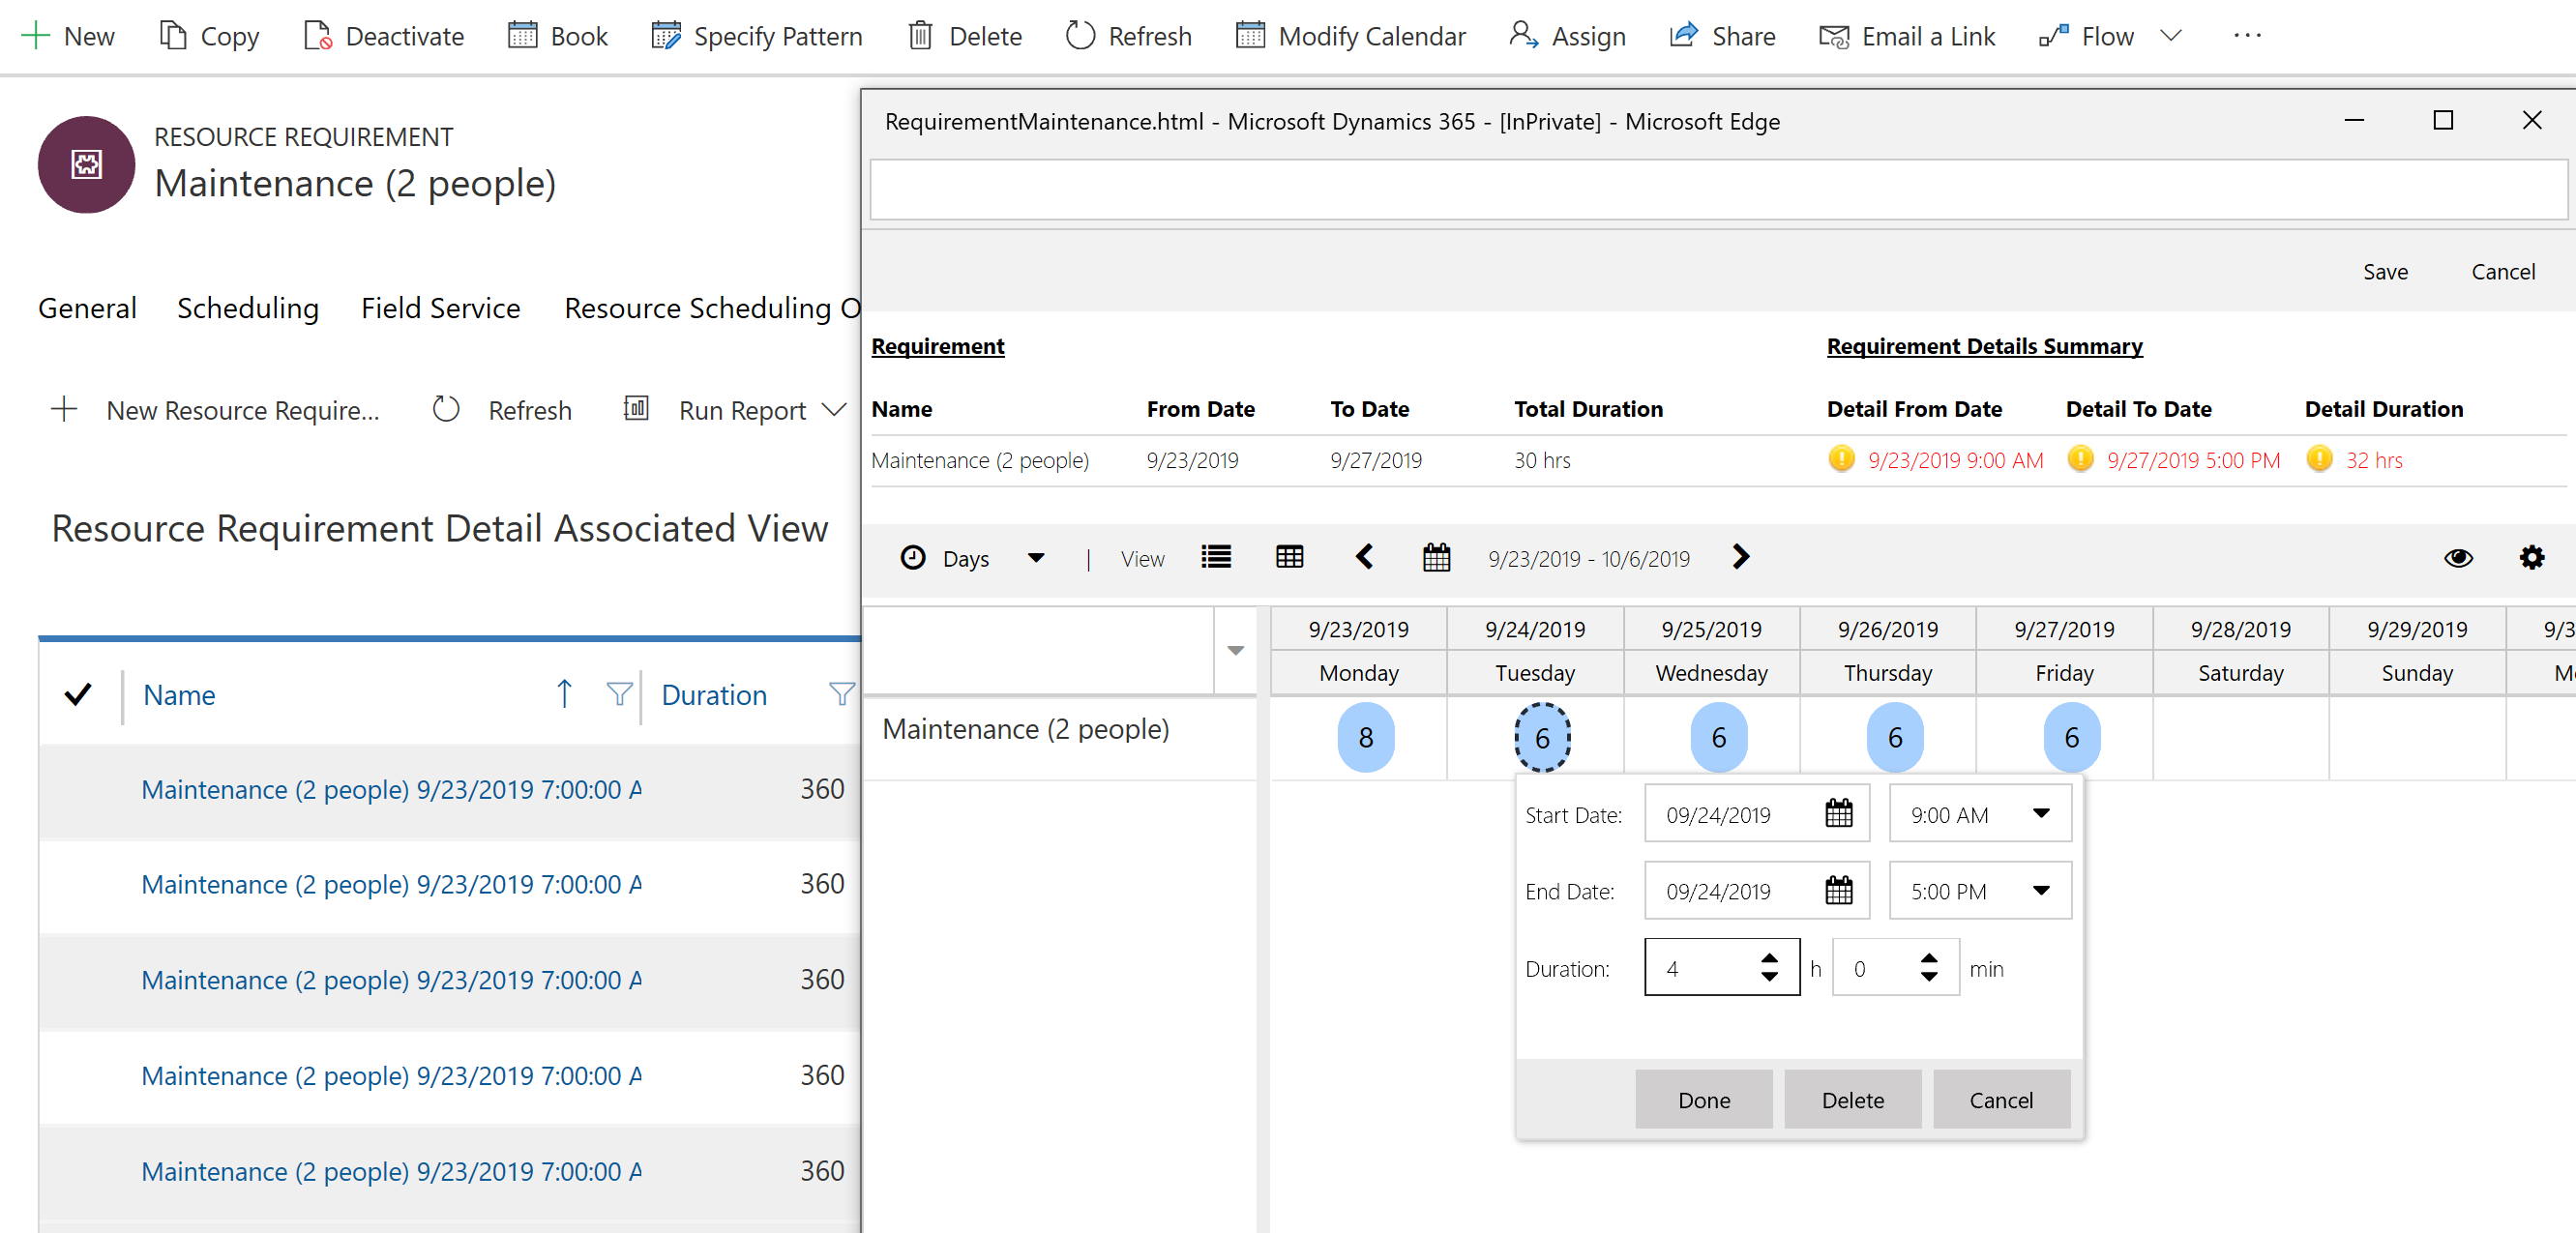 New Copy Deactivate Book Specify Pattern Delete Refresh Modify Calendar Assign Share Email a Link Flow ...
RESOURCE REQUIREMENT
Maintenance (2 people)
General Scheduling Field Service Resource Scheduling O
New Resource Require... Refresh Run Report
Resource Requirement Detail Associated View
Name Duration
Maintenance (2 people) 9/23/2019 7:00:00 A 360
Maintenance (2 people) 9/23/2019 7:00:00 A 360
Maintenance (2 people) 9/23/2019 7:00:00 A 360
Maintenance (2 people) 9/23/2019 7:00:00 A 360
Maintenance (2 people) 9/23/2019 7:00:00 A 360
RequirementMaintenance.html - Microsoft Dynamics 365 - [InPrivate] - Microsoft Edge
Save Cancel
Requirement Requirement Details Summary
Name From Date To Date Total Duration Detail From Date Detail To Date Detail Duration
Maintenance (2 people) 9/23/2019 9/27/2019 30 hrs 9/23/2019 9:00 AM 9/27/2019 5:00 PM 32 hrs
Days | View 9/23/2019 - 10/6/2019
9/23/2019 9/24/2019 9/25/2019 9/26/2019 9/27/2019 9/28/2019 9/29/2019 9/3
Monday Tuesday Wednesday Thursday Friday Saturday Sunday M
Maintenance (2 people) 8 6 6 6 6
Start Date: 09/24/2019 9:00 AM
End Date: 09/24/2019 5:00 PM
Duration: 4 h 0 min
Done Delete Cancel